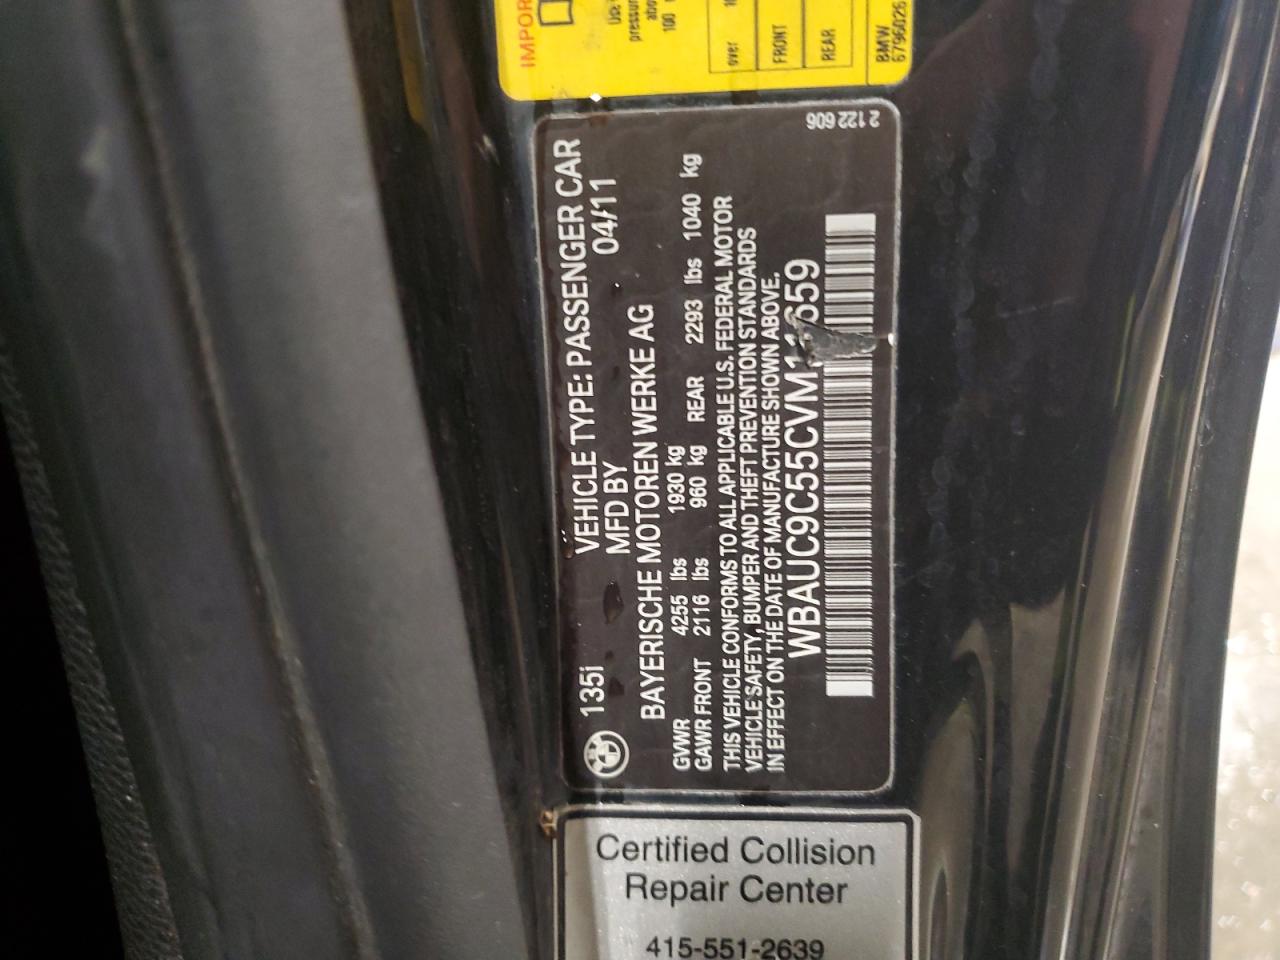 135i VEHICLE TYPE: PASSENGER CAR
MFD BY 04/11
BAYERISCHE MOTOREN WERKE AG
GVWR 4255 lbs 1930 kg
GAWR FRONT 2116 lbs 960 kg REAR 2293 lbs 1040 kg
THIS VEHICLE CONFORMS TO ALL APPLICABLE U.S. FEDERAL MOTOR
VEHICLE SAFETY, BUMPER AND THEFT PREVENTION STANDARDS
IN EFFECT ON THE DATE OF MANUFACTURE SHOWN ABOVE.
2 122 606
Certified Collision
Repair Center
415-551-2639
over
FRONT
REAR
BMW
6796026